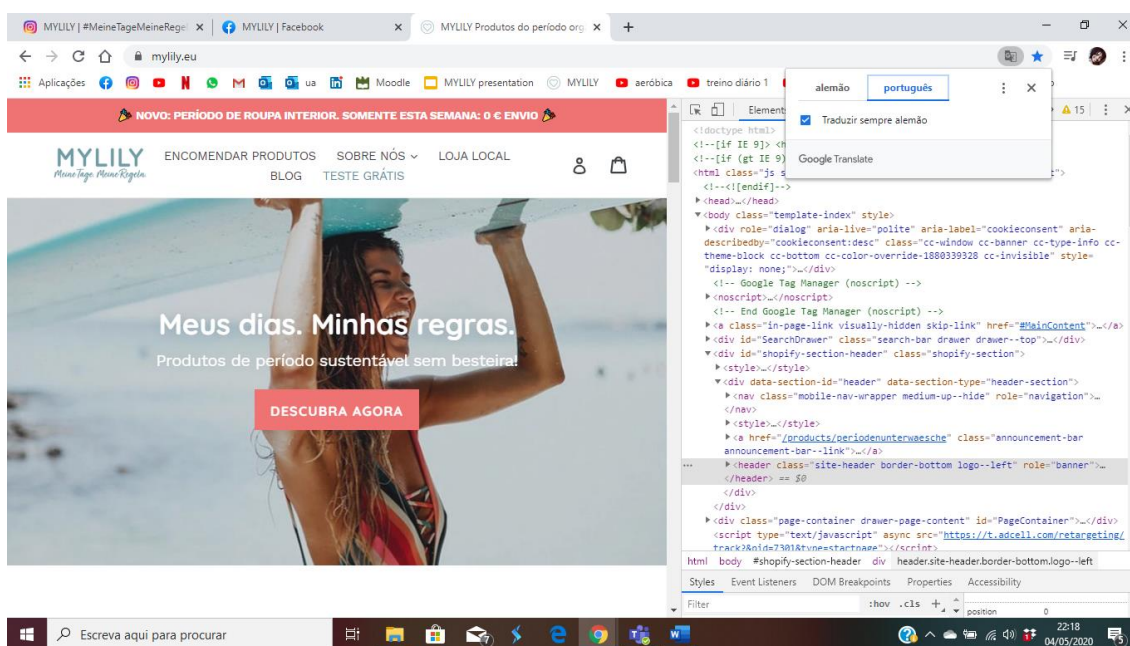 MYLILY | #MeineTageMeineRegel
MYLILY | Facebook
MYLILY Produtos do período org
mylily.eu
Aplicações
ua
Moodle
MYLILY presentation
MYLILY
aeróbica
treino diário 1
alemão
português
Traduzir sempre alemão
Google Translate
NOVO: PERÍODO DE ROUPA INTERIOR. SOMENTE ESTA SEMANA: 0 € ENVIO
MYLILY
Meine Tage. Meine Regeln.
ENCOMENDAR PRODUTOS SOBRE NÓS LOJA LOCAL
BLOG TESTE GRÁTIS
Meus dias. Minhas regras.
Produtos de período sustentável sem besteira!
DESCUBRA AGORA
Element
15
<!doctype html>
<!--[if IE 9]> <h
<!--[if (gt IE 9)
<html class="js s
<!--<![endif]-->
<head>…</head>
<body class="template-index" style>
<div role="dialog" aria-live="polite" aria-label="cookieconsent" aria-
describedby="cookieconsent:desc" class="cc-window cc-banner cc-type-info cc-
theme-block cc-bottom cc-color-override-1880339328 cc-invisible" style=
"display: none;">…</div>
<!-- Google Tag Manager (noscript) -->
<noscript>…</noscript>
<!-- End Google Tag Manager (noscript) -->
<a class="in-page-link visually-hidden skip-link" href="#MainContent">…</a>
<div id="SearchDrawer" class="search-bar drawer drawer--top">…</div>
<div id="shopify-section-header" class="shopify-section">
<style>…</style>
<div data-section-id="header" data-section-type="header-section">
<nav class="mobile-nav-wrapper medium-up--hide" role="navigation">…
</nav>
<style>…</style>
<a href="/products/periodenunterwaesche" class="announcement-bar
announcement-bar--link">…</a>
<header class="site-header border-bottom logo--left" role="banner">…
</header> == $0
</div>
</div>
<div class="page-container drawer-page-content" id="PageContainer">…</div>
<script type="text/javascript" async src="https://t.adcell.com/retargeting/
track?&pid=7301&type=startpage"></script>
html body #shopify-section-header div header.site-header.border-bottom.logo--left
Styles Event Listeners DOM Breakpoints Properties Accessibility
Filter
:hov .cls +
position 0
Escreva aqui para procurar
22:18
04/05/2020
5